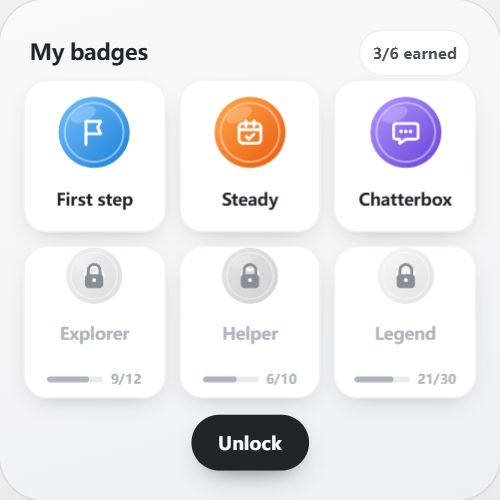 My badges
3/6 earned
First step
Steady
Chatterbox
Explorer
Helper
Legend
9/12
6/10
21/30
Unlock